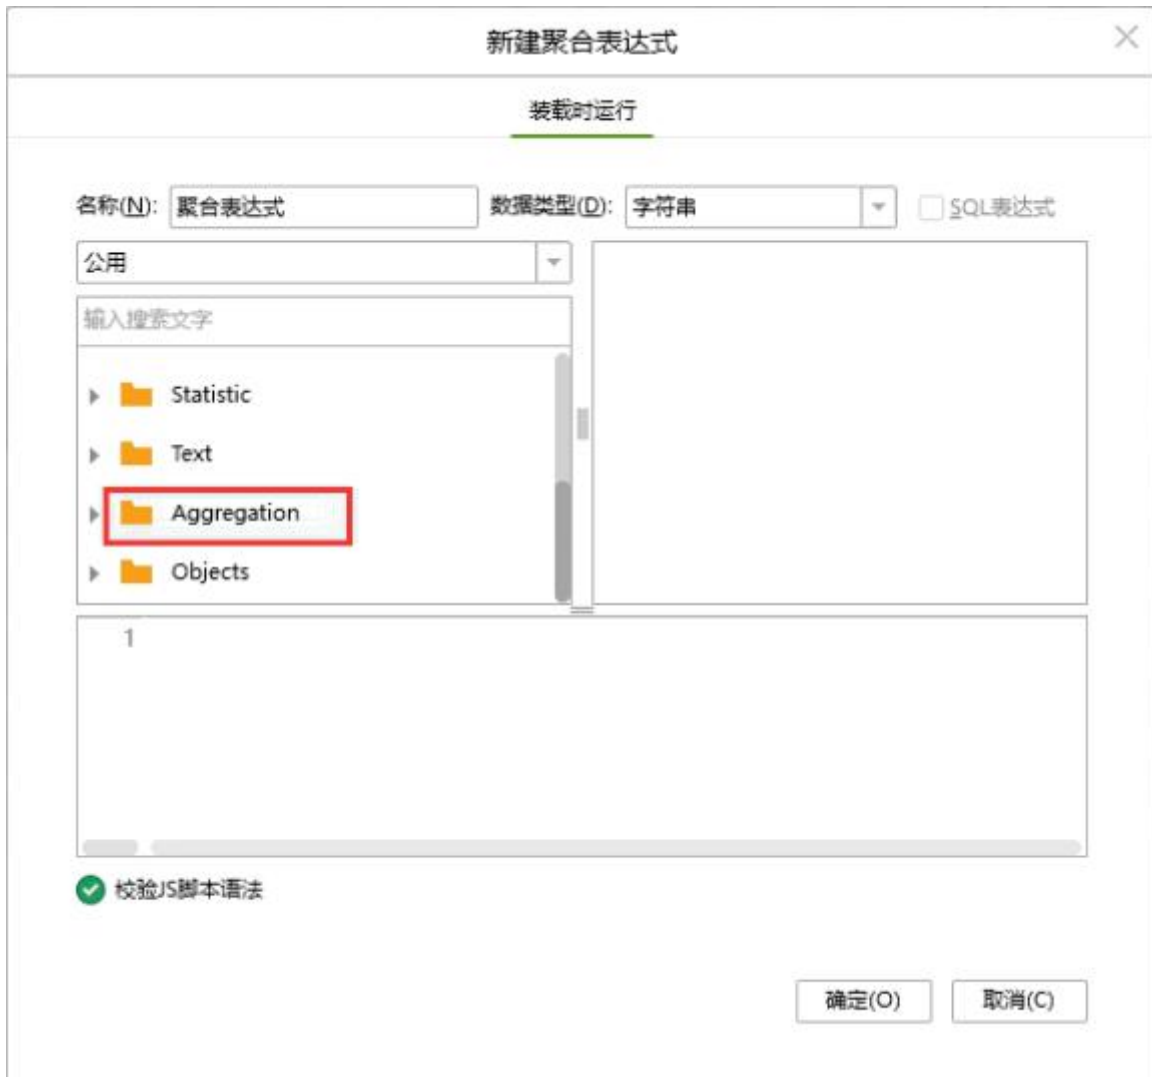 新建聚合表达式
装载时运行
名称(N): 聚合表达式 数据类型(D): 字符串 SQL表达式
公用
输入搜索文字
Statistic
Text
Aggregation
Objects
1
校验JS脚本语法
确定(O) 取消(C)